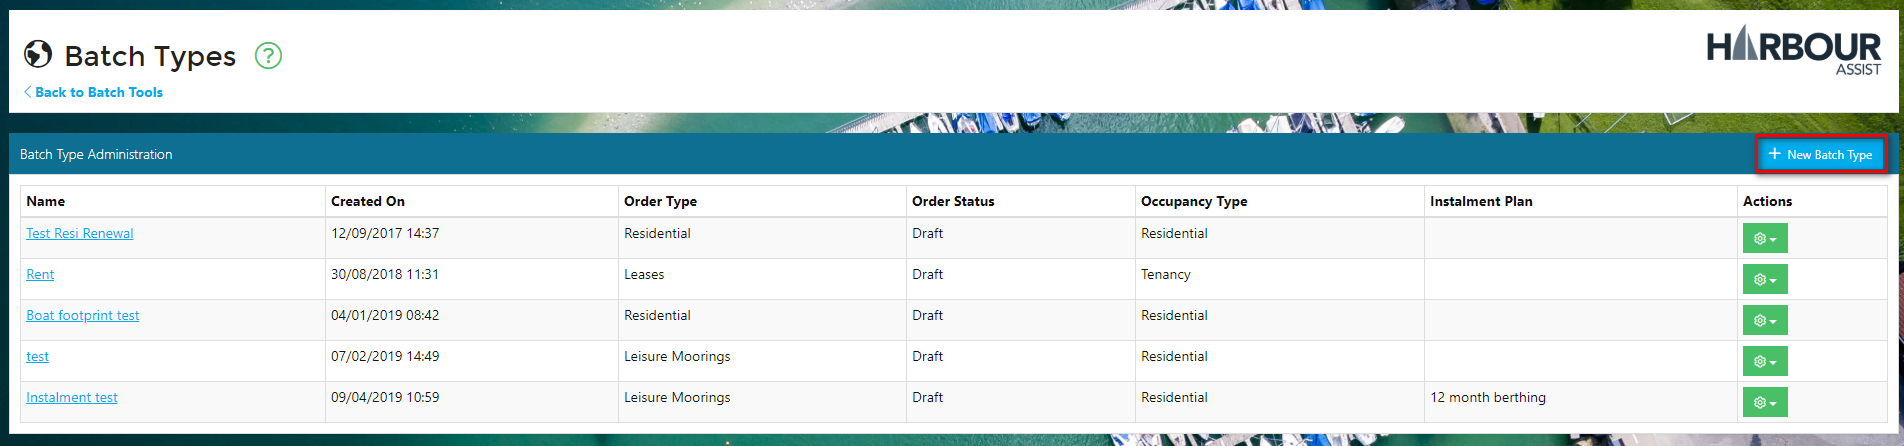 Batch Types ?
HARBOUR
ASSIST
Back to Batch Tools
Batch Type Administration
+ New Batch Type
Name Created On Order Type Order Status Occupancy Type Instalment Plan Actions
Test Resi Renewal 12/09/2017 14:37 Residential Draft Residential
Rent 30/08/2018 11:31 Leases Draft Tenancy
Boat footprint test 04/01/2019 08:42 Residential Draft Residential
test 07/02/2019 14:49 Leisure Moorings Draft Residential
Instalment test 09/04/2019 10:59 Leisure Moorings Draft Residential 12 month berthing